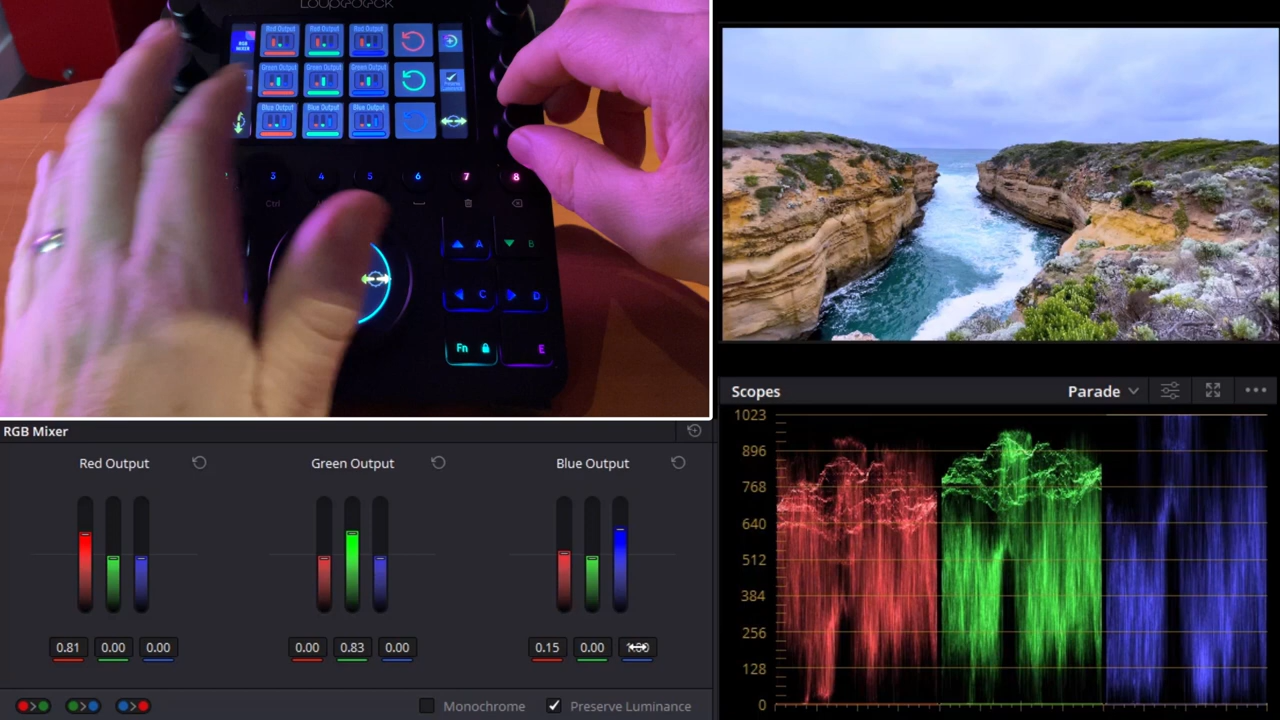 Loupedeck
RGB MIXER
Red Output Red Output Red Output
Green Output Green Output Green Output
Blue Output Blue Output Blue Output
3 4 5 6 7 8
Ctrl
A B
C D
Fn E
RGB Mixer
Red Output Green Output Blue Output
0.81 0.00 0.00 0.00 0.83 0.00 0.15 0.00
Monochrome Preserve Luminance
Scopes Parade
1023
896
768
640
512
384
256
128
0